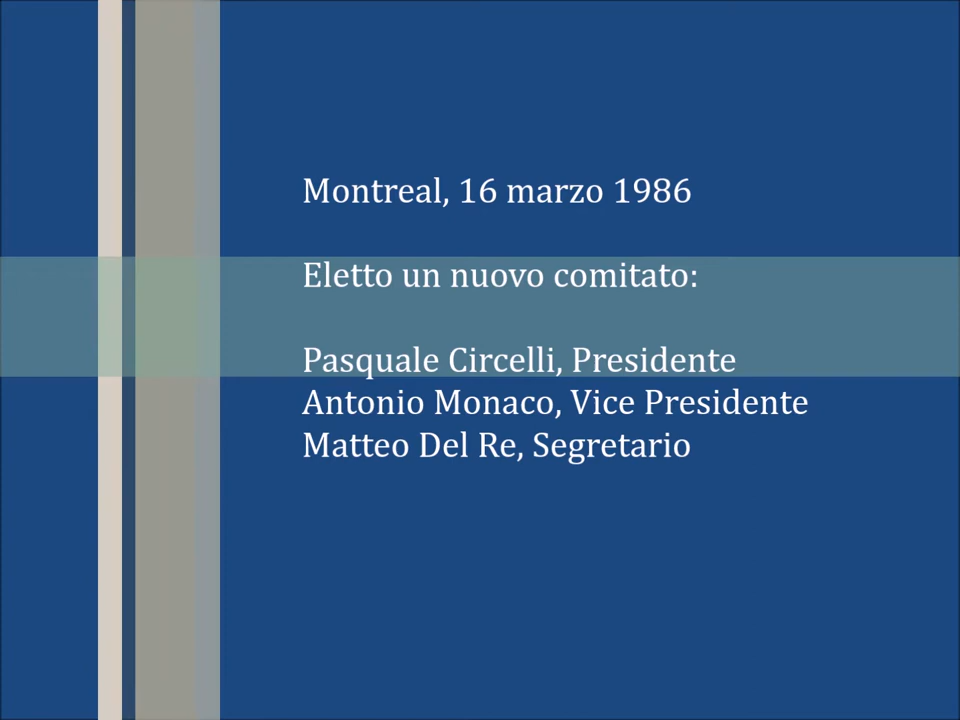 Montreal, 16 marzo 1986
Eletto un nuovo comitato:
Pasquale Circelli, Presidente
Antonio Monaco, Vice Presidente
Matteo Del Re, Segretario